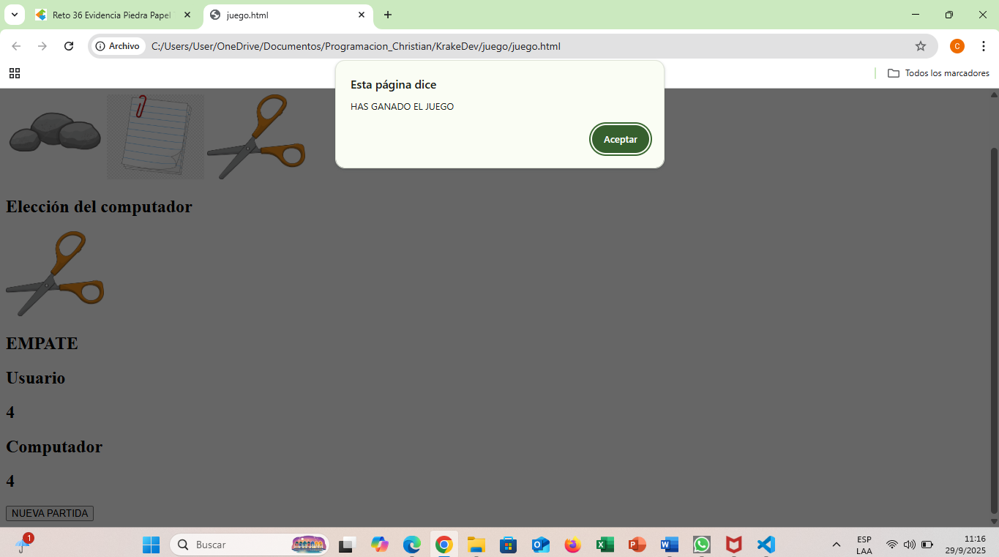 Reto 36 Evidencia Piedra Papel
juego.html
Archivo
C:/Users/User/OneDrive/Documentos/Programacion_Christian/KrakeDev/juego/juego.html
C
Todos los marcadores
Esta página dice
HAS GANADO EL JUEGO
Aceptar
Elección del computador
EMPATE
Usuario
4
Computador
4
NUEVA PARTIDA
1
Buscar
ESP
LAA
11:16
29/9/2025